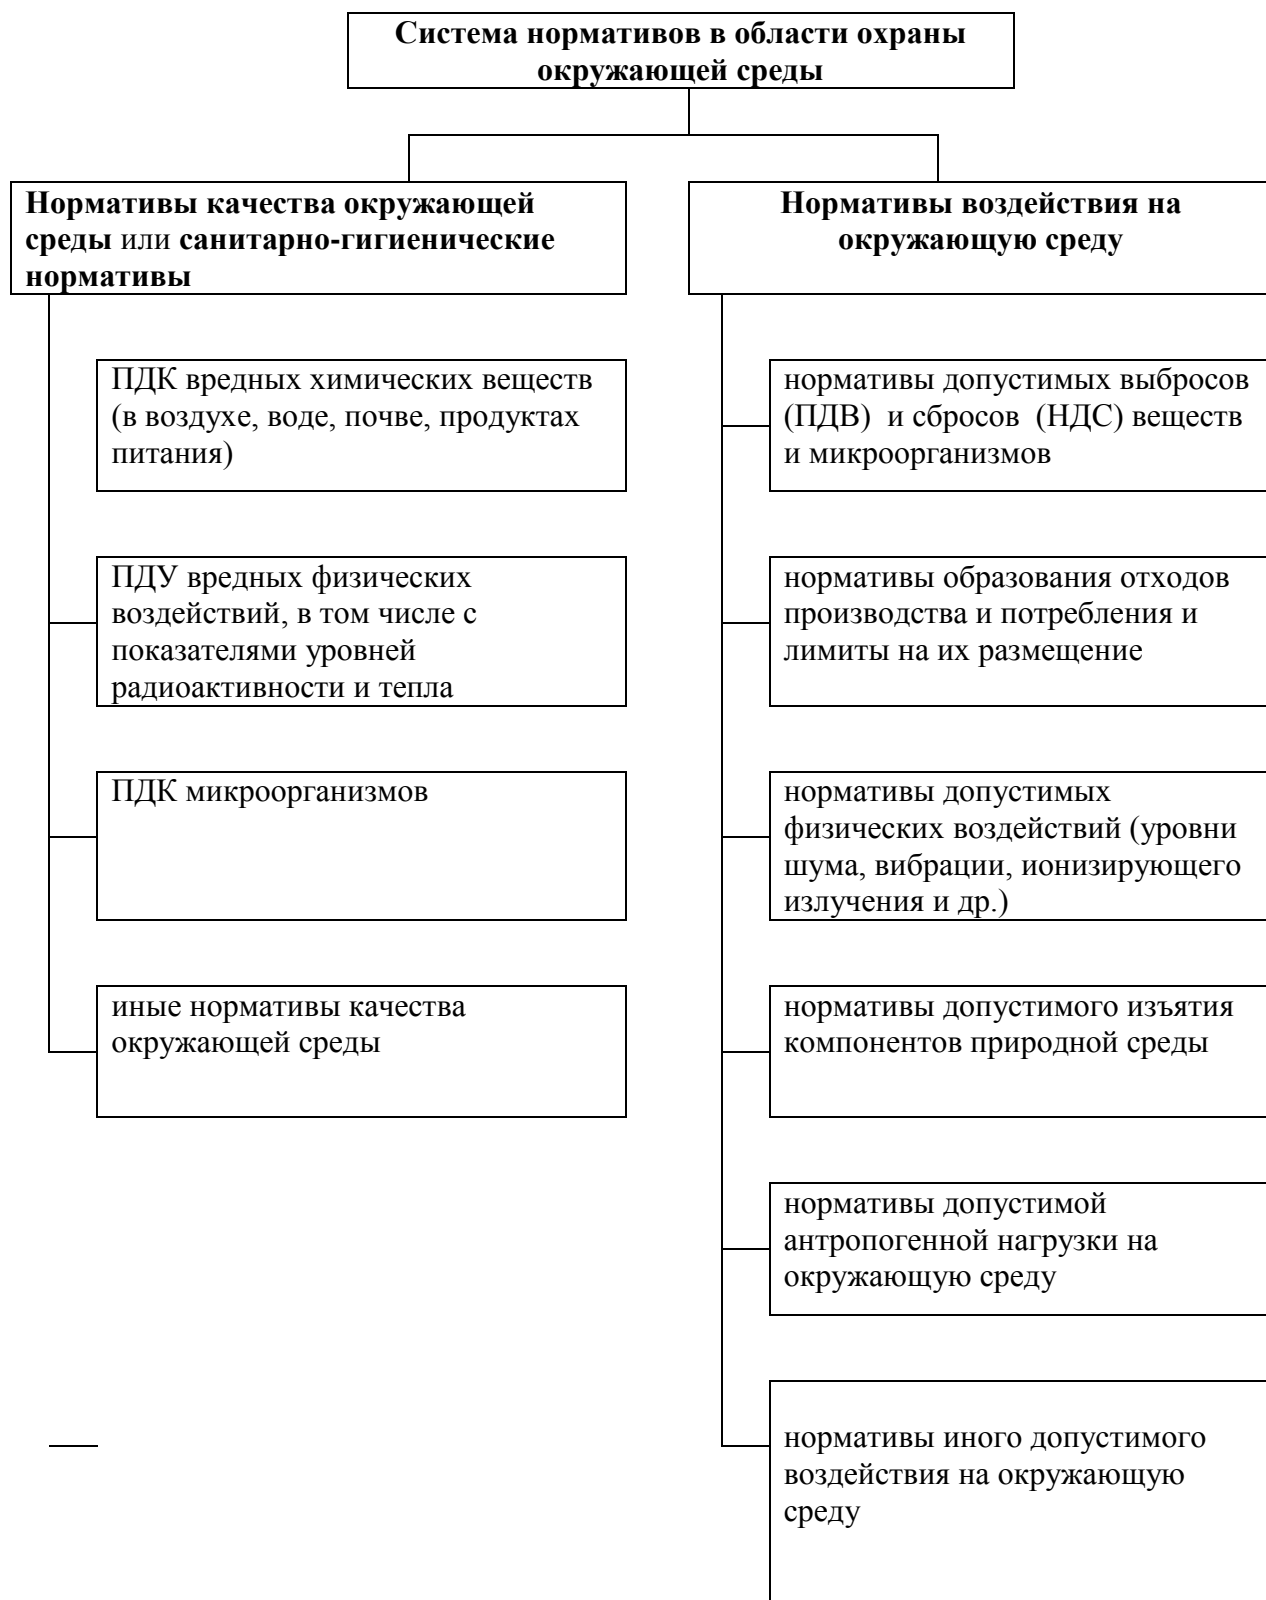 Система нормативов в области охраны
окружающей среды
Нормативы качества окружающей
среды или санитарно-гигиенические
нормативы
Нормативы воздействия на
окружающую среду
ПДК вредных химических веществ
(в воздухе, воде, почве, продуктах
питания)
нормативы допустимых выбросов
(ПДВ)  и сбросов  (НДС) веществ
и микроорганизмов
ПДУ вредных физических
воздействий, в том числе с
показателями уровней
радиоактивности и тепла
нормативы образования отходов
производства и потребления и
лимиты на их размещение
ПДК микроорганизмов
нормативы допустимых
физических воздействий (уровни
шума, вибрации, ионизирующего
излучения и др.)
иные нормативы качества
окружающей среды
нормативы допустимого изъятия
компонентов природной среды
нормативы допустимой
антропогенной нагрузки на
окружающую среду
нормативы иного допустимого
воздействия на окружающую
среду